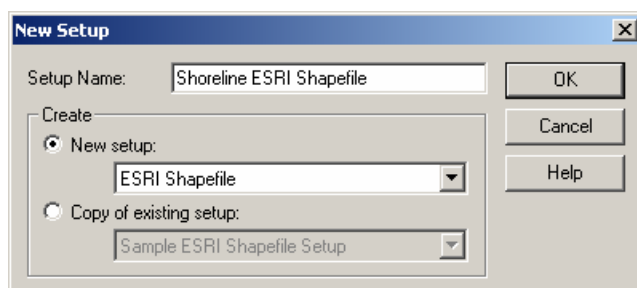 New Setup
Setup Name: Shoreline ESRI Shapefile
OK
Create
Cancel
New setup:
ESRI Shapefile
Help
Copy of existing setup:
Sample ESRI Shapefile Setup